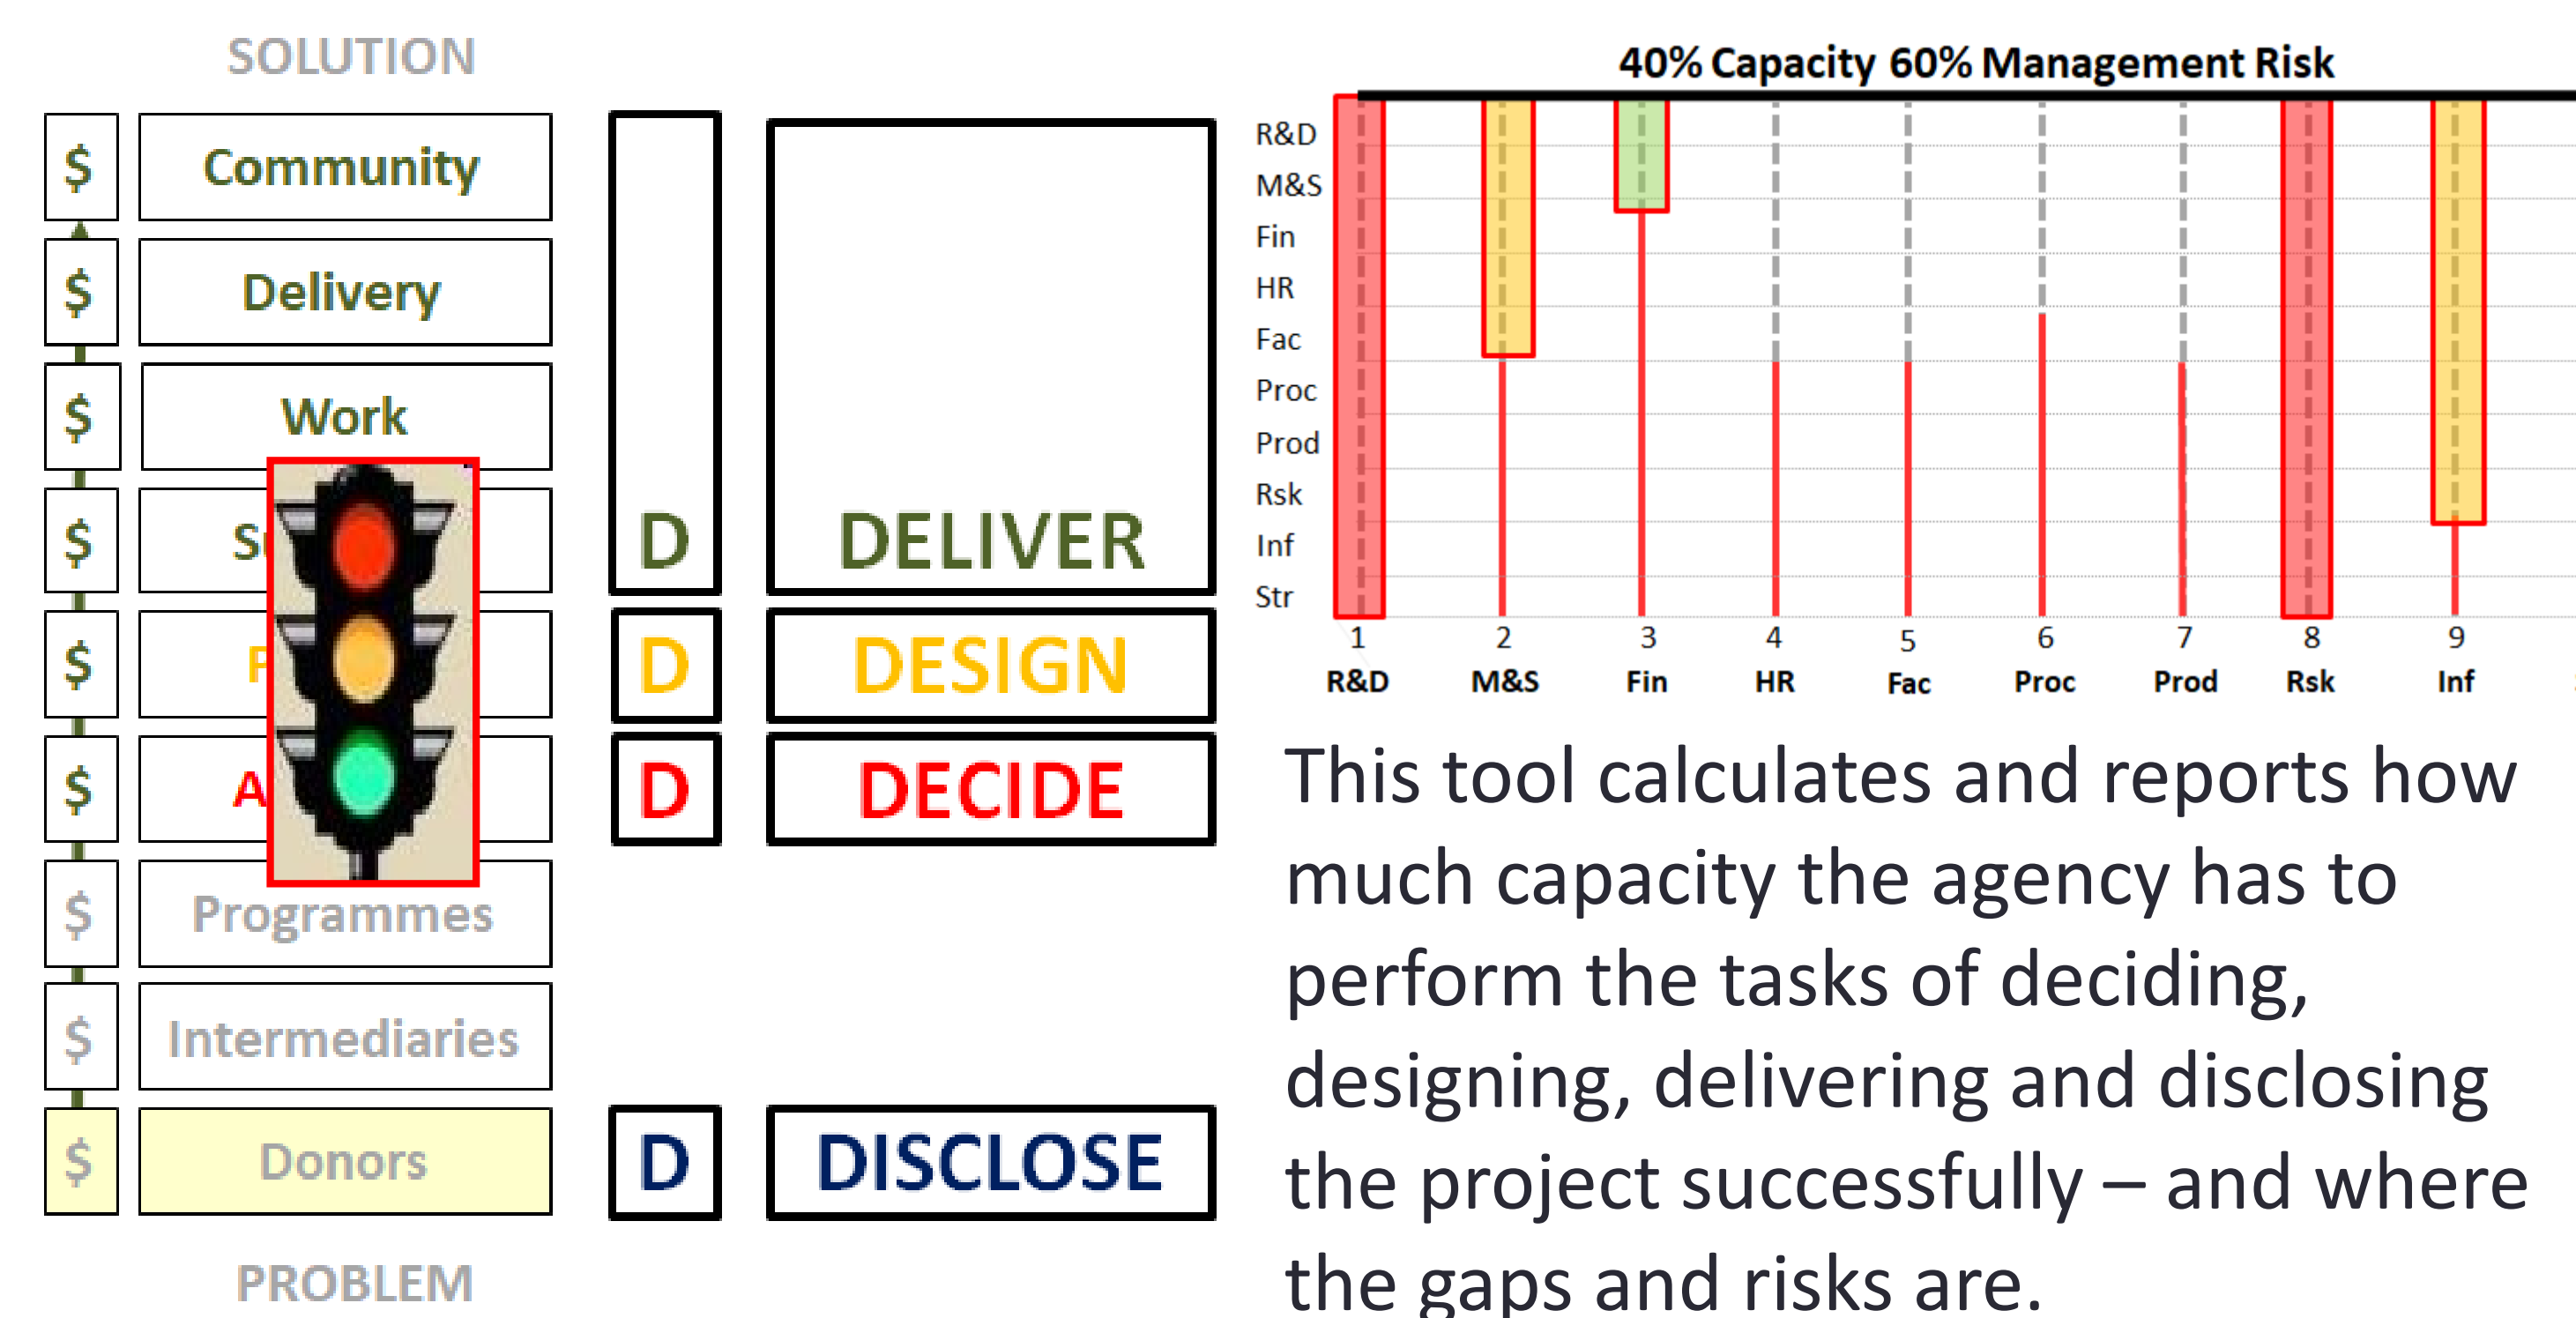 SOLUTION
$ Community
$ Delivery
$ Work
$
$
$
$ Programmes
$ Intermediaries
$ Donors
PROBLEM
D DELIVER
D DESIGN
D DECIDE
D DISCLOSE
40% Capacity 60% Management Risk
R&D
M&S
Fin
HR
Fac
Proc
Prod
Rsk
Inf
Str
1 2 3 4 5 6 7 8 9
R&D M&S Fin HR Fac Proc Prod Rsk Inf
This tool calculates and reports how
much capacity the agency has to
perform the tasks of deciding,
designing, delivering and disclosing
the project successfully – and where
the gaps and risks are.